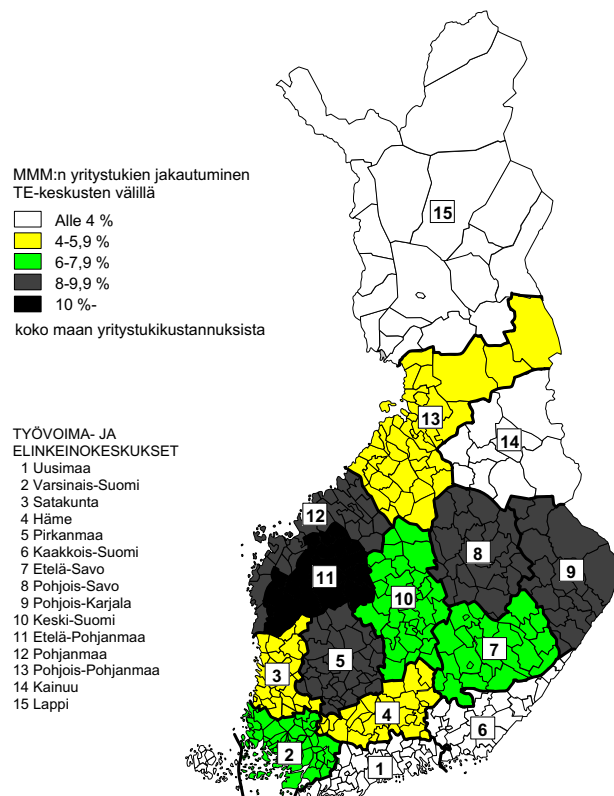 MMM:n yritystukien jakautuminen
TE-keskusten välillä
Alle 4 %
4-5,9 %
6-7,9 %
8-9,9 %
10 %-
koko maan yritystukikustannuksista
TYÖVOIMA- JA
ELINKEINOKESKUKSET
1 Uusimaa
2 Varsinais-Suomi
3 Satakunta
4 Häme
5 Pirkanmaa
6 Kaakkois-Suomi
7 Etelä-Savo
8 Pohjois-Savo
9 Pohjois-Karjala
10 Keski-Suomi
11 Etelä-Pohjanmaa
12 Pohjanmaa
13 Pohjois-Pohjanmaa
14 Kainuu
15 Lappi
15
13
14
12
8
11
9
10
7
5
3
4
6
2
1